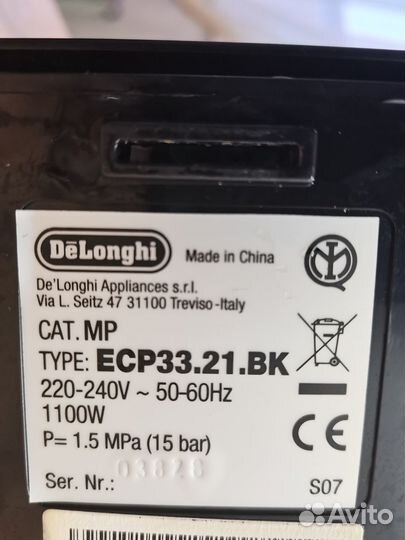 DeLonghi Made in China
De'Longhi Appliances s.r.l.
Via L. Seitz 47 31100 Treviso-Italy
CAT. MP
TYPE: ECP33.21.BK
220-240V ~ 50-60Hz
1100W
P= 1.5 MPa (15 bar)
Ser. Nr.: S07
CE
Avito